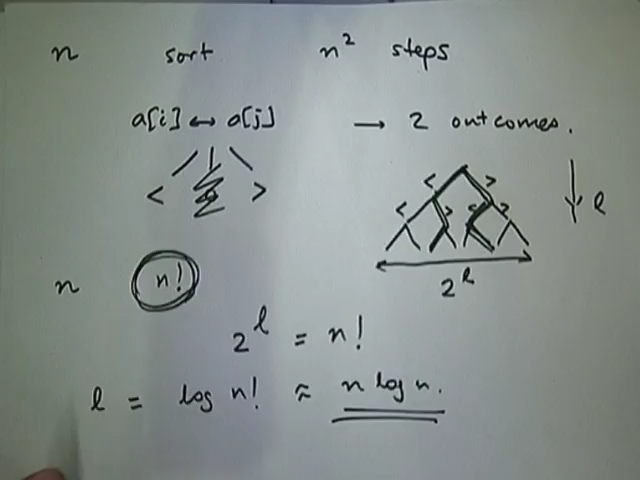 n sort n² steps
a[i] ↔ a[j] → 2 outcomes.
< >
< > < > l
< >
n n! 2^l
2^l = n!
l = log n! ≈ n log n.